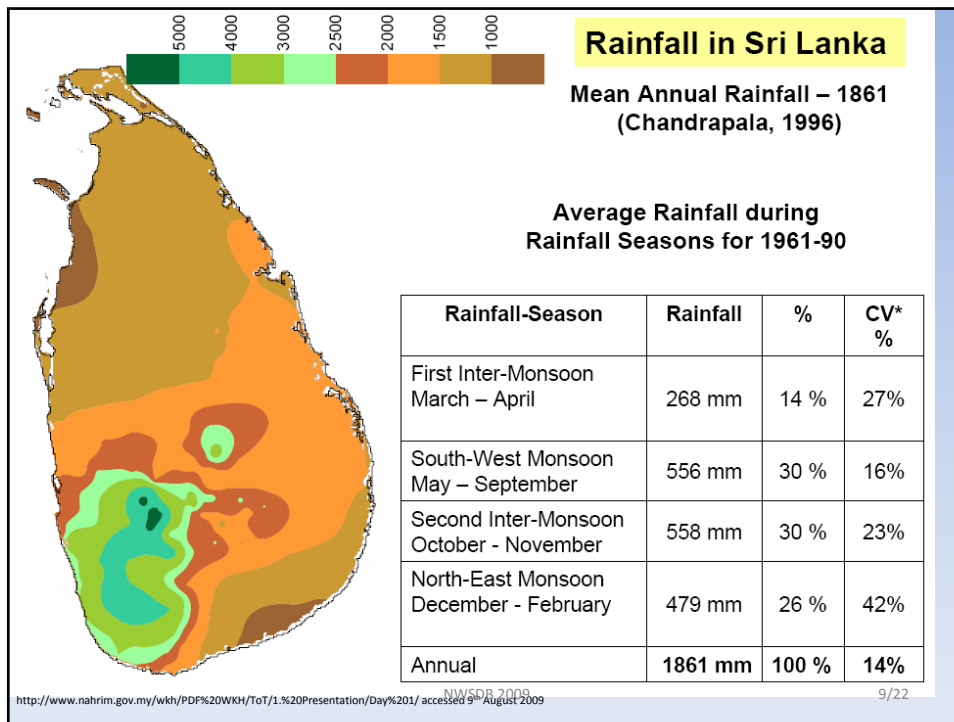 5000
4000
3000
2500
2000
1500
1000
Rainfall in Sri Lanka
Mean Annual Rainfall – 1861
(Chandrapala, 1996)
Average Rainfall during
Rainfall Seasons for 1961-90
Rainfall-Season Rainfall % CV*
%
First Inter-Monsoon
March – April 268 mm 14 % 27%
South-West Monsoon
May – September 556 mm 30 % 16%
Second Inter-Monsoon
October - November 558 mm 30 % 23%
North-East Monsoon
December - February 479 mm 26 % 42%
Annual 1861 mm 100 % 14%
NWSDB 2009 9/22
http://www.nahrim.gov.my/wkh/PDF%20WKH/ToT/1.%20Presentation/Day%201/ accessed 9th August 2009